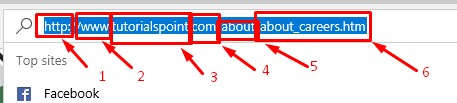 http://www.tutorialspoint.com/about/about_careers.htm
1 2 3 4 5 6
Top sites
Facebook